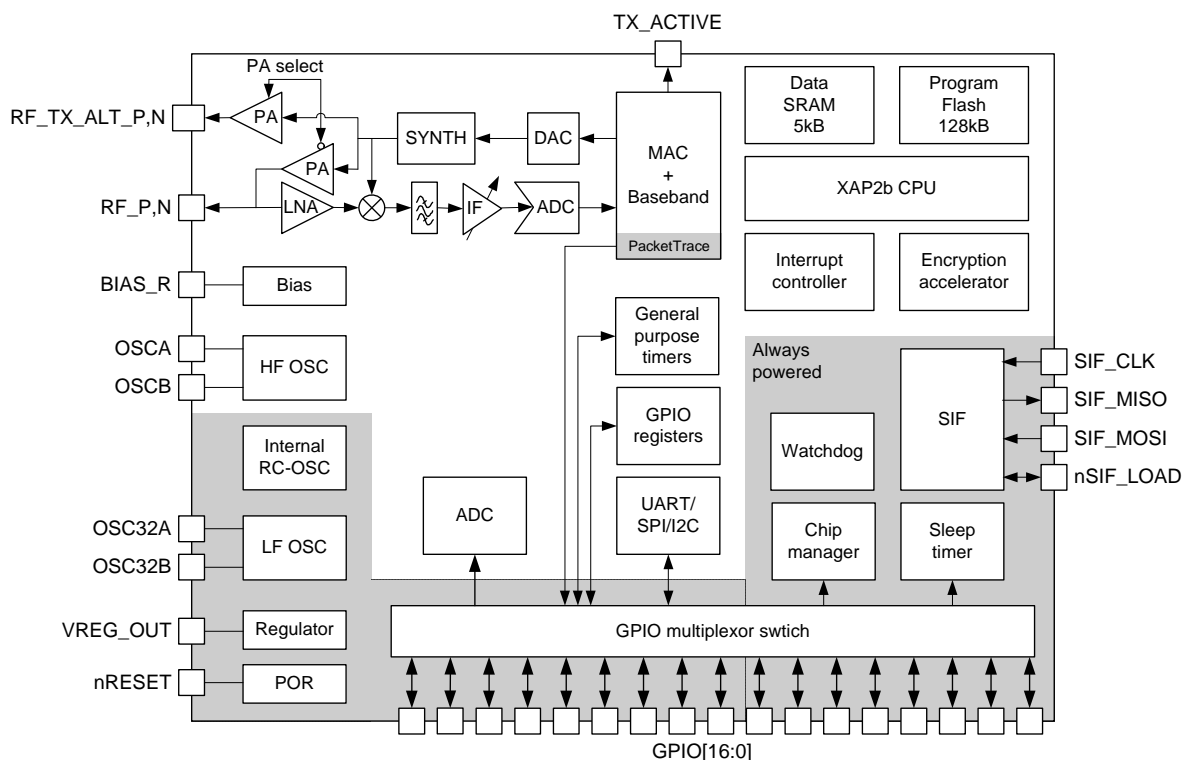 TX_ACTIVE
PA select
RF_TX_ALT_P,N
PA
SYNTH
DAC
MAC
+
Baseband
Data
SRAM
5kB
Program
Flash
128kB
PA
XAP2b CPU
RF_P,N
LNA
IF
ADC
PacketTrace
Interrupt
controller
Encryption
accelerator
BIAS_R
Bias
General
purpose
timers
OSCA
OSCB
HF OSC
Always
powered
SIF
SIF_CLK
SIF_MISO
SIF_MOSI
nSIF_LOAD
GPIO
registers
Watchdog
Internal
RC-OSC
ADC
UART/
SPI/I2C
Chip
manager
Sleep
timer
OSC32A
OSC32B
LF OSC
VREG_OUT
Regulator
GPIO multiplexor swtich
nRESET
POR
GPIO[16:0]